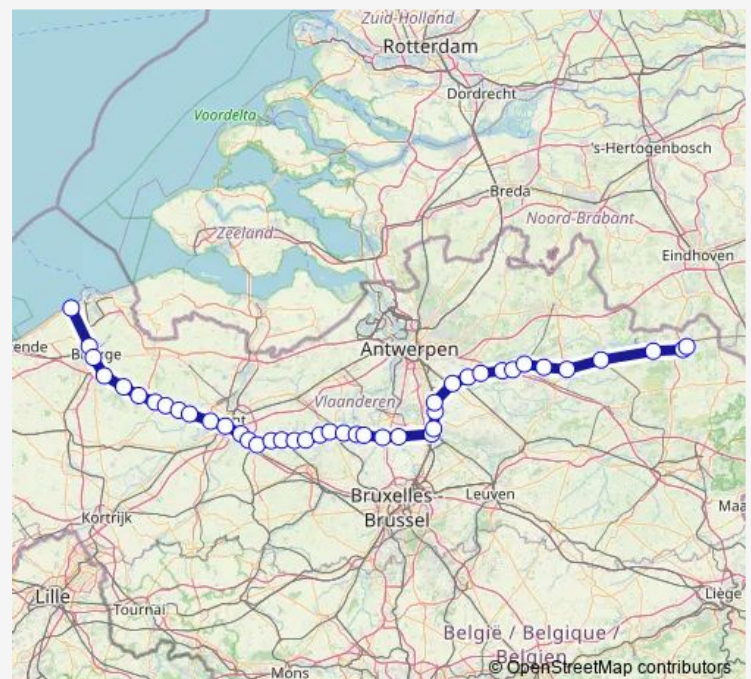 Zuid-Holland
Rotterdam
Dordrecht
Voordelta
's-Hertogenbosch
Breda
Noord-Brabant
Zeeland
Eindhoven
ende
Antwerpen
Vlaanderen
Bruxelles -
Brussel
Leuven
Kortrijk
Maa
Lille
Tournai
Liège
België / Belgique /
Belgien
Mons
© OpenStreetMap contributors